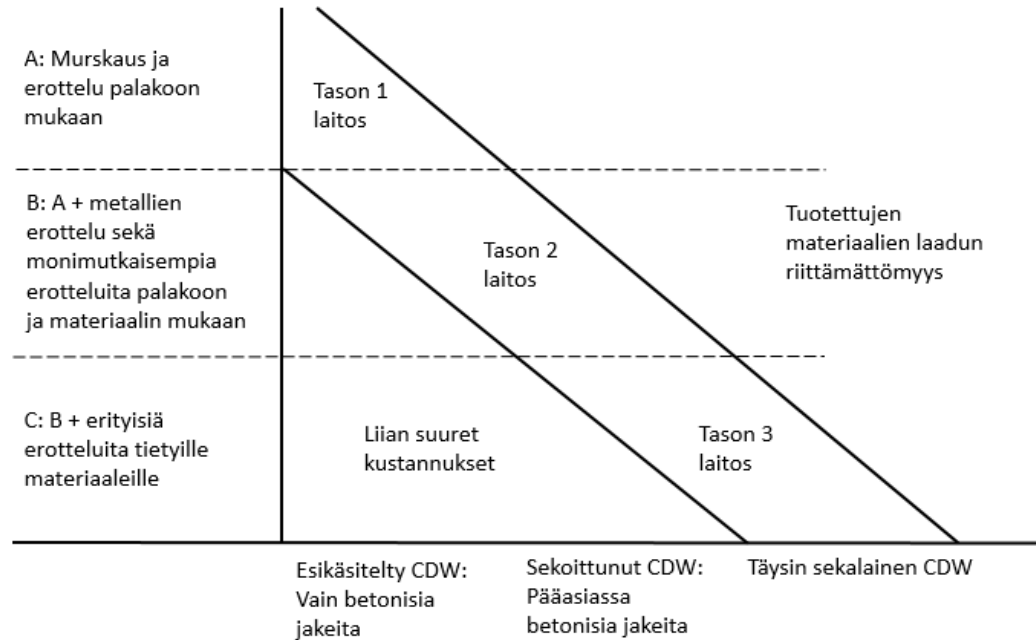 A: Murskaus ja
erottelu palakoon
mukaan
Tason 1
laitos
B: A + metallien
erottelu sekä
monimutkaisempia
erotteluita palakoon
ja materiaalin mukaan
Tason 2
laitos
Tuotettujen
materiaalien laadun
riittämättömyys
C: B + erityisiä
erotteluita tietyille
materiaaleille
Liian suuret
kustannukset
Tason 3
laitos
Esikäsitelty CDW:
Vain betonisia
jakeita
Sekoittunut CDW:
Pääasiassa
betonisia jakeita
Täysin sekalainen CDW